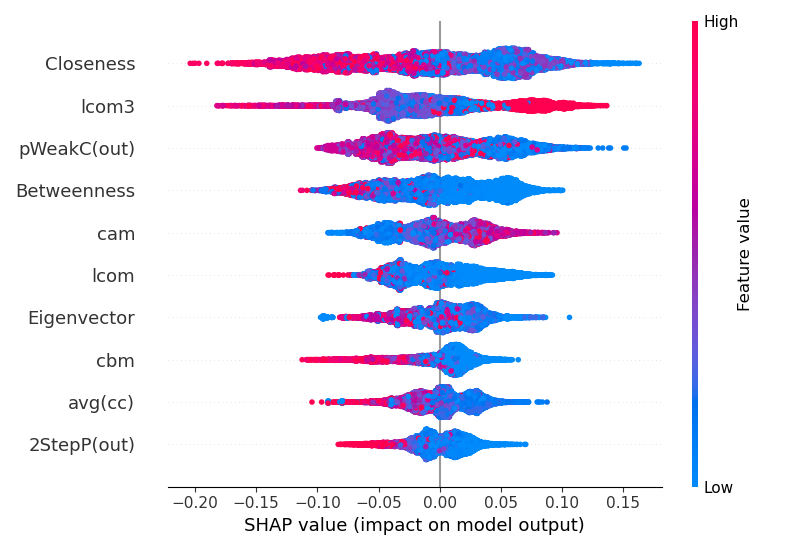 High
Closeness
lcom3
pWeakC(out)
Betweenness
cam
lcom
Eigenvector
cbm
avg(cc)
2StepP(out)
Feature value
Low
−0.20 −0.15 −0.10 −0.05 0.00 0.05 0.10 0.15
SHAP value (impact on model output)